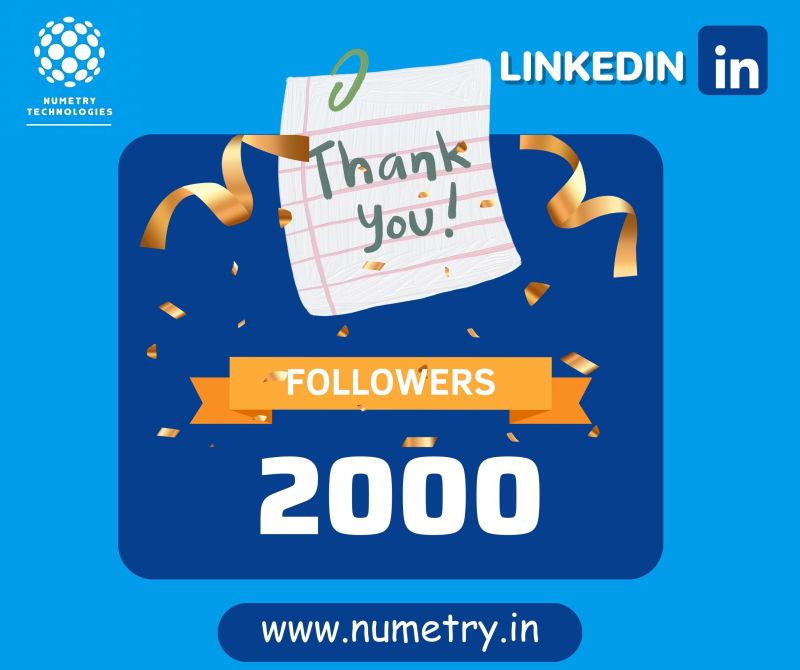 NUMETRY
TECHNOLOGIES
LINKEDIN in
Thank
you!
FOLLOWERS
2000
www.numetry.in